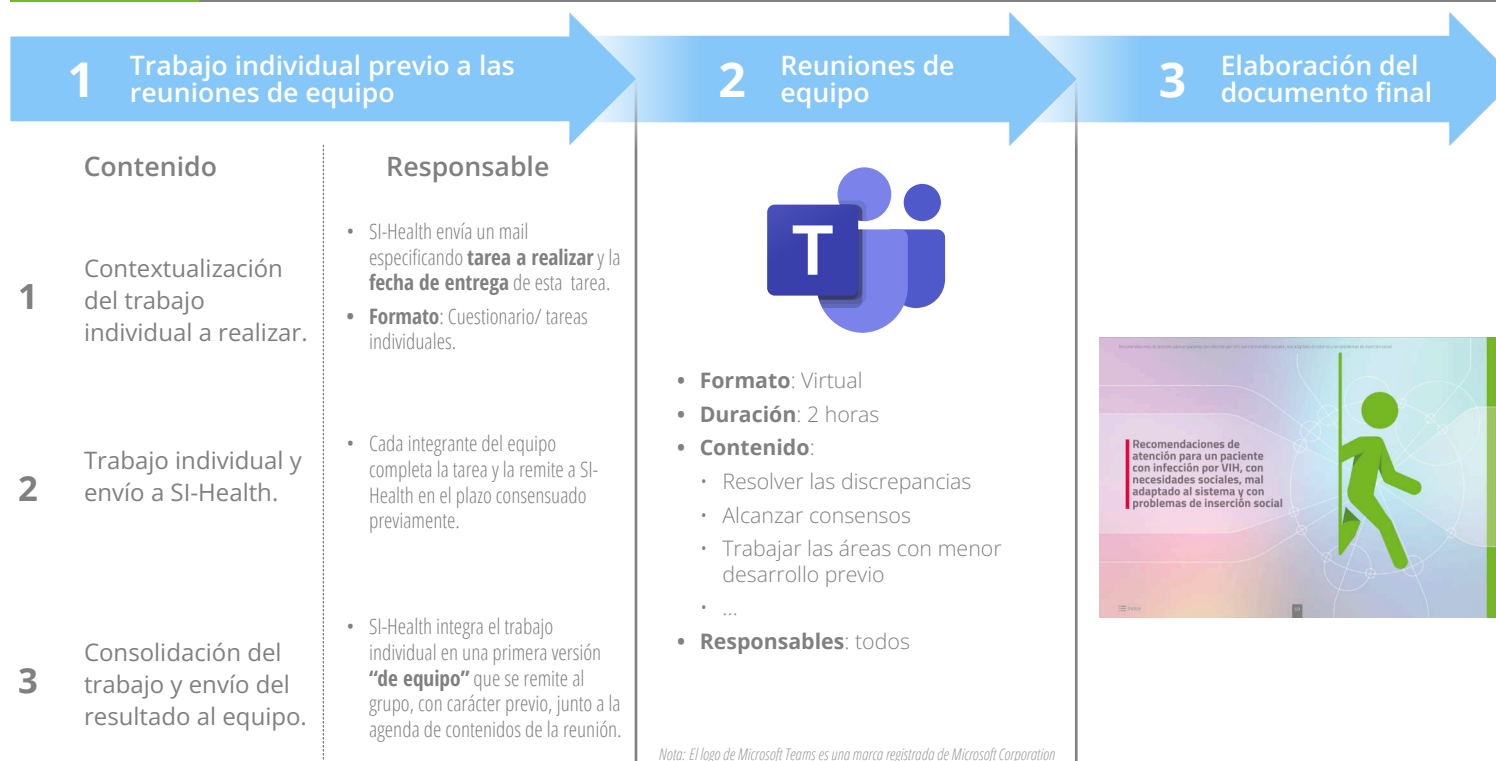 1
Trabajo individual previo a las
reuniones de equipo
2
Reuniones de
equipo
3
Elaboración del
documento final
Contenido
Responsable
1
Contextualización
del trabajo
individual a realizar.
• SI-Health envía un mail
especificando tarea a realizar y la
fecha de entrega de esta tarea.
• Formato: Cuestionario/ tareas
individuales.
2
Trabajo individual y
envío a SI-Health.
• Cada integrante del equipo
completa la tarea y la remite a SI-
Health en el plazo consensuado
previamente.
3
Consolidación del
trabajo y envío del
resultado al equipo.
• SI-Health integra el trabajo
individual en una primera versión
“de equipo” que se remite al
grupo, con carácter previo, junto a la
agenda de contenidos de la reunión.
T
• Formato: Virtual
• Duración: 2 horas
• Contenido:
• Resolver las discrepancias
• Alcanzar consensos
• Trabajar las áreas con menor
desarrollo previo
• ...
• Responsables: todos
Nota: El logo de Microsoft Teams es una marca registrada de Microsoft Corporation
Recomendaciones de
atención para un paciente
con infección por VIH, con
necesidades sociales, mal
adaptado al sistema y con
problemas de inserción social
Índice